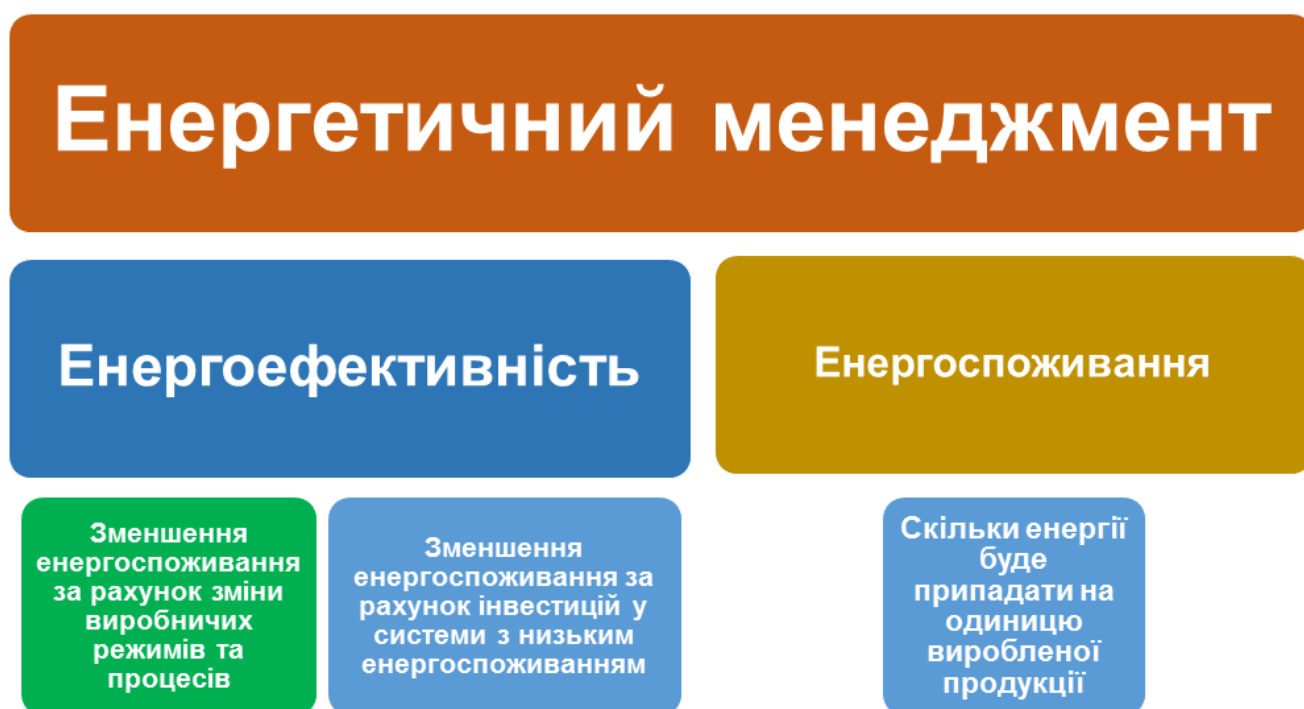 Енергетичний менеджмент
Енергоефективність
Енергоспоживання
Зменшення
енергоспоживання
за рахунок зміни
виробничих
режимів та
процесів
Зменшення
енергоспоживання за
рахунок інвестицій у
системи з низьким
енергоспоживанням
Скільки енергії
буде
припадати на
одиницю
виробленої
продукції